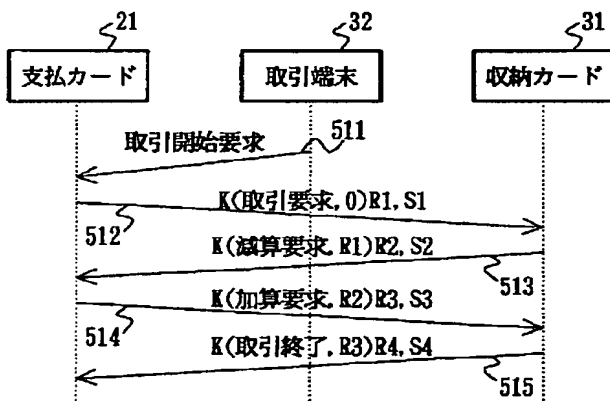 21
32
31
支払カード
取引端末
収納カード
取引開始要求
511
K(取引要求,0)R1,S1
512
K(減算要求,R1)R2,S2
513
K(加算要求,R2)R3,S3
514
K(取引終了,R3)R4,S4
515